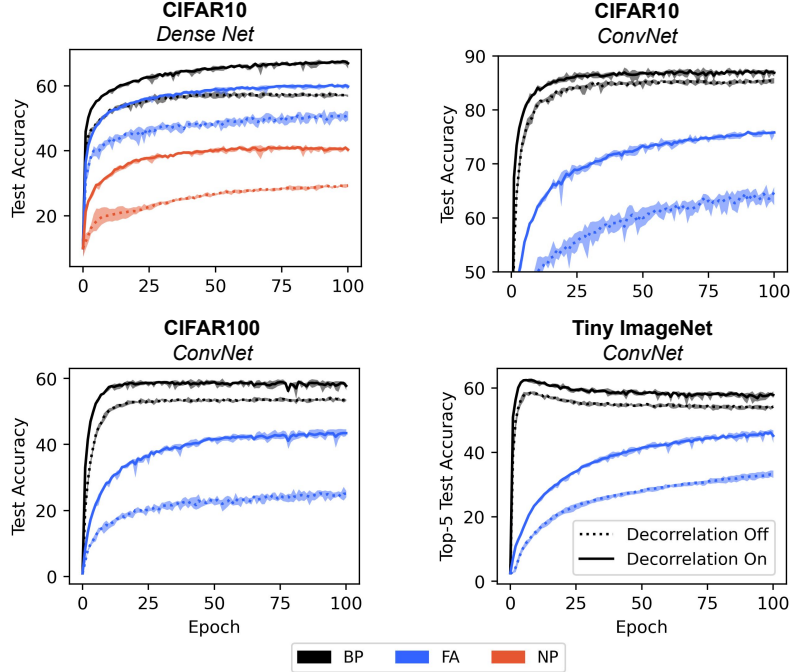 CIFAR10
Dense Net
Test Accuracy
60
40
20
0
25
50
75
100
CIFAR10
ConvNet
Test Accuracy
90
80
70
60
50
0
25
50
75
100
CIFAR100
ConvNet
Test Accuracy
60
40
20
0
0
25
50
75
100
Epoch
Tiny ImageNet
ConvNet
Top-5 Test Accuracy
60
40
20
0
Decorrelation Off
Decorrelation On
0
25
50
75
100
Epoch
BP FA NP